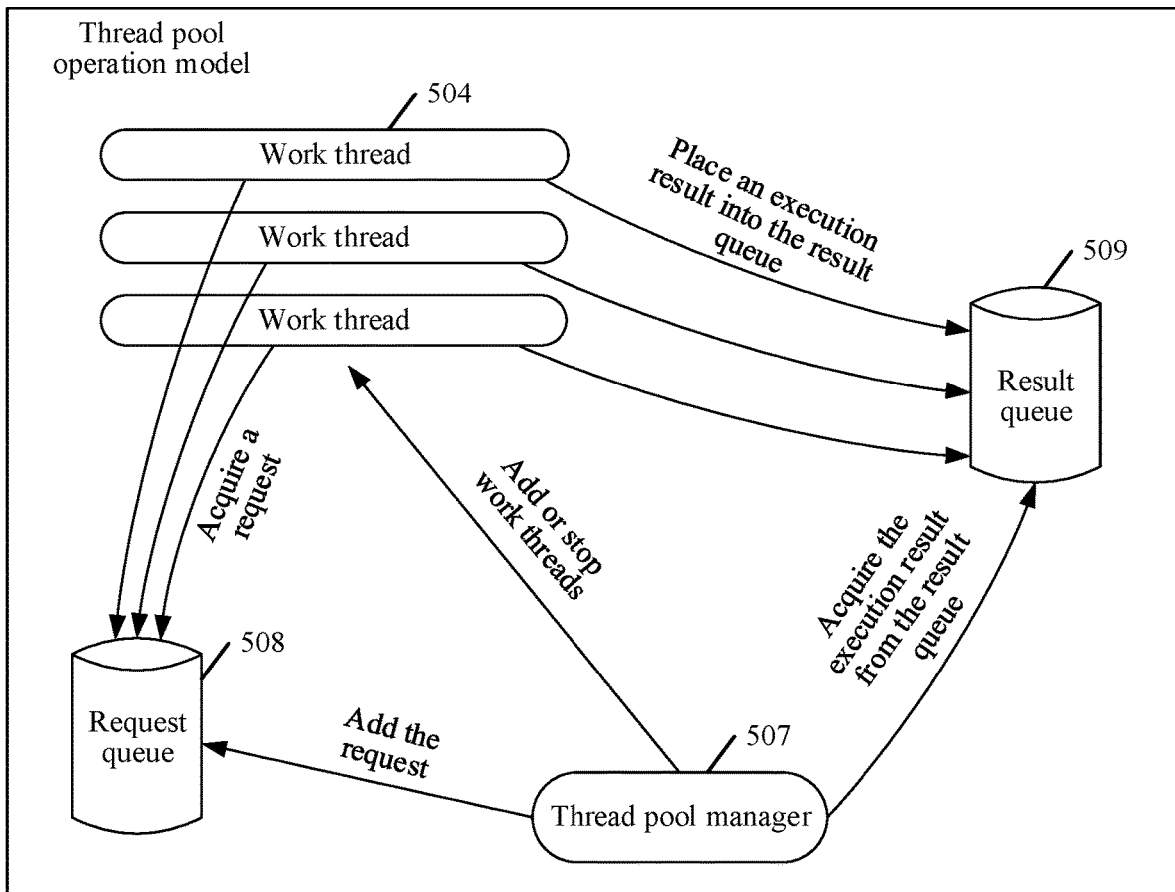 Thread pool
operation model
504
Work thread
Work thread
Work thread
Place an execution
result into the result
queue
509
Result
queue
Acquire a
request
Add or stop
work threads
Acquire the
execution result
from the result
queue
508
Request
queue
Add the
request
507
Thread pool manager